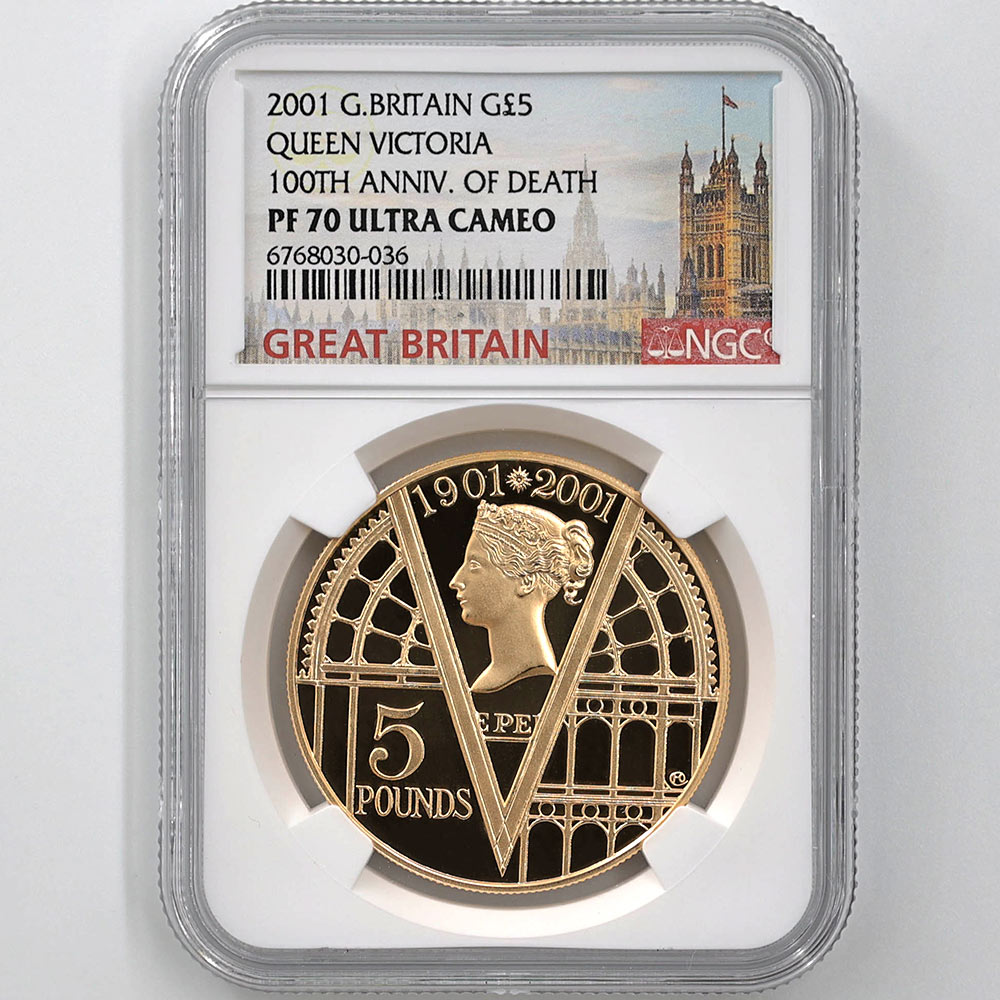 2001 G.BRITAIN G£5
QUEEN VICTORIA
100TH ANNIV. OF DEATH
PF 70 ULTRA CAMEO
6768030-036
GREAT BRITAIN
NGC
1901 2001
E PEN
5
POUNDS